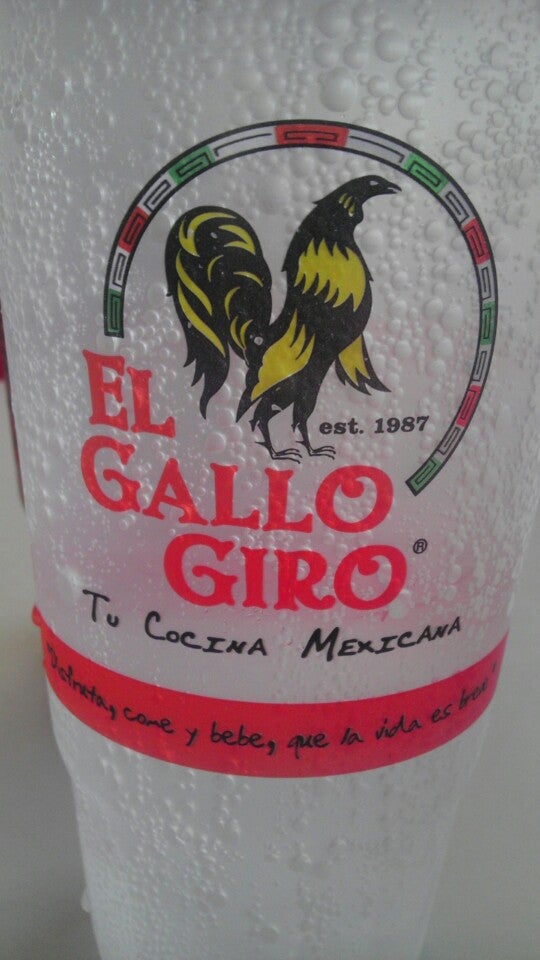 est. 1987
EL
GALLO
GIRO®
Tu Cocina Mexicana
"Disfruta, come y bebe, que la vida es breve"